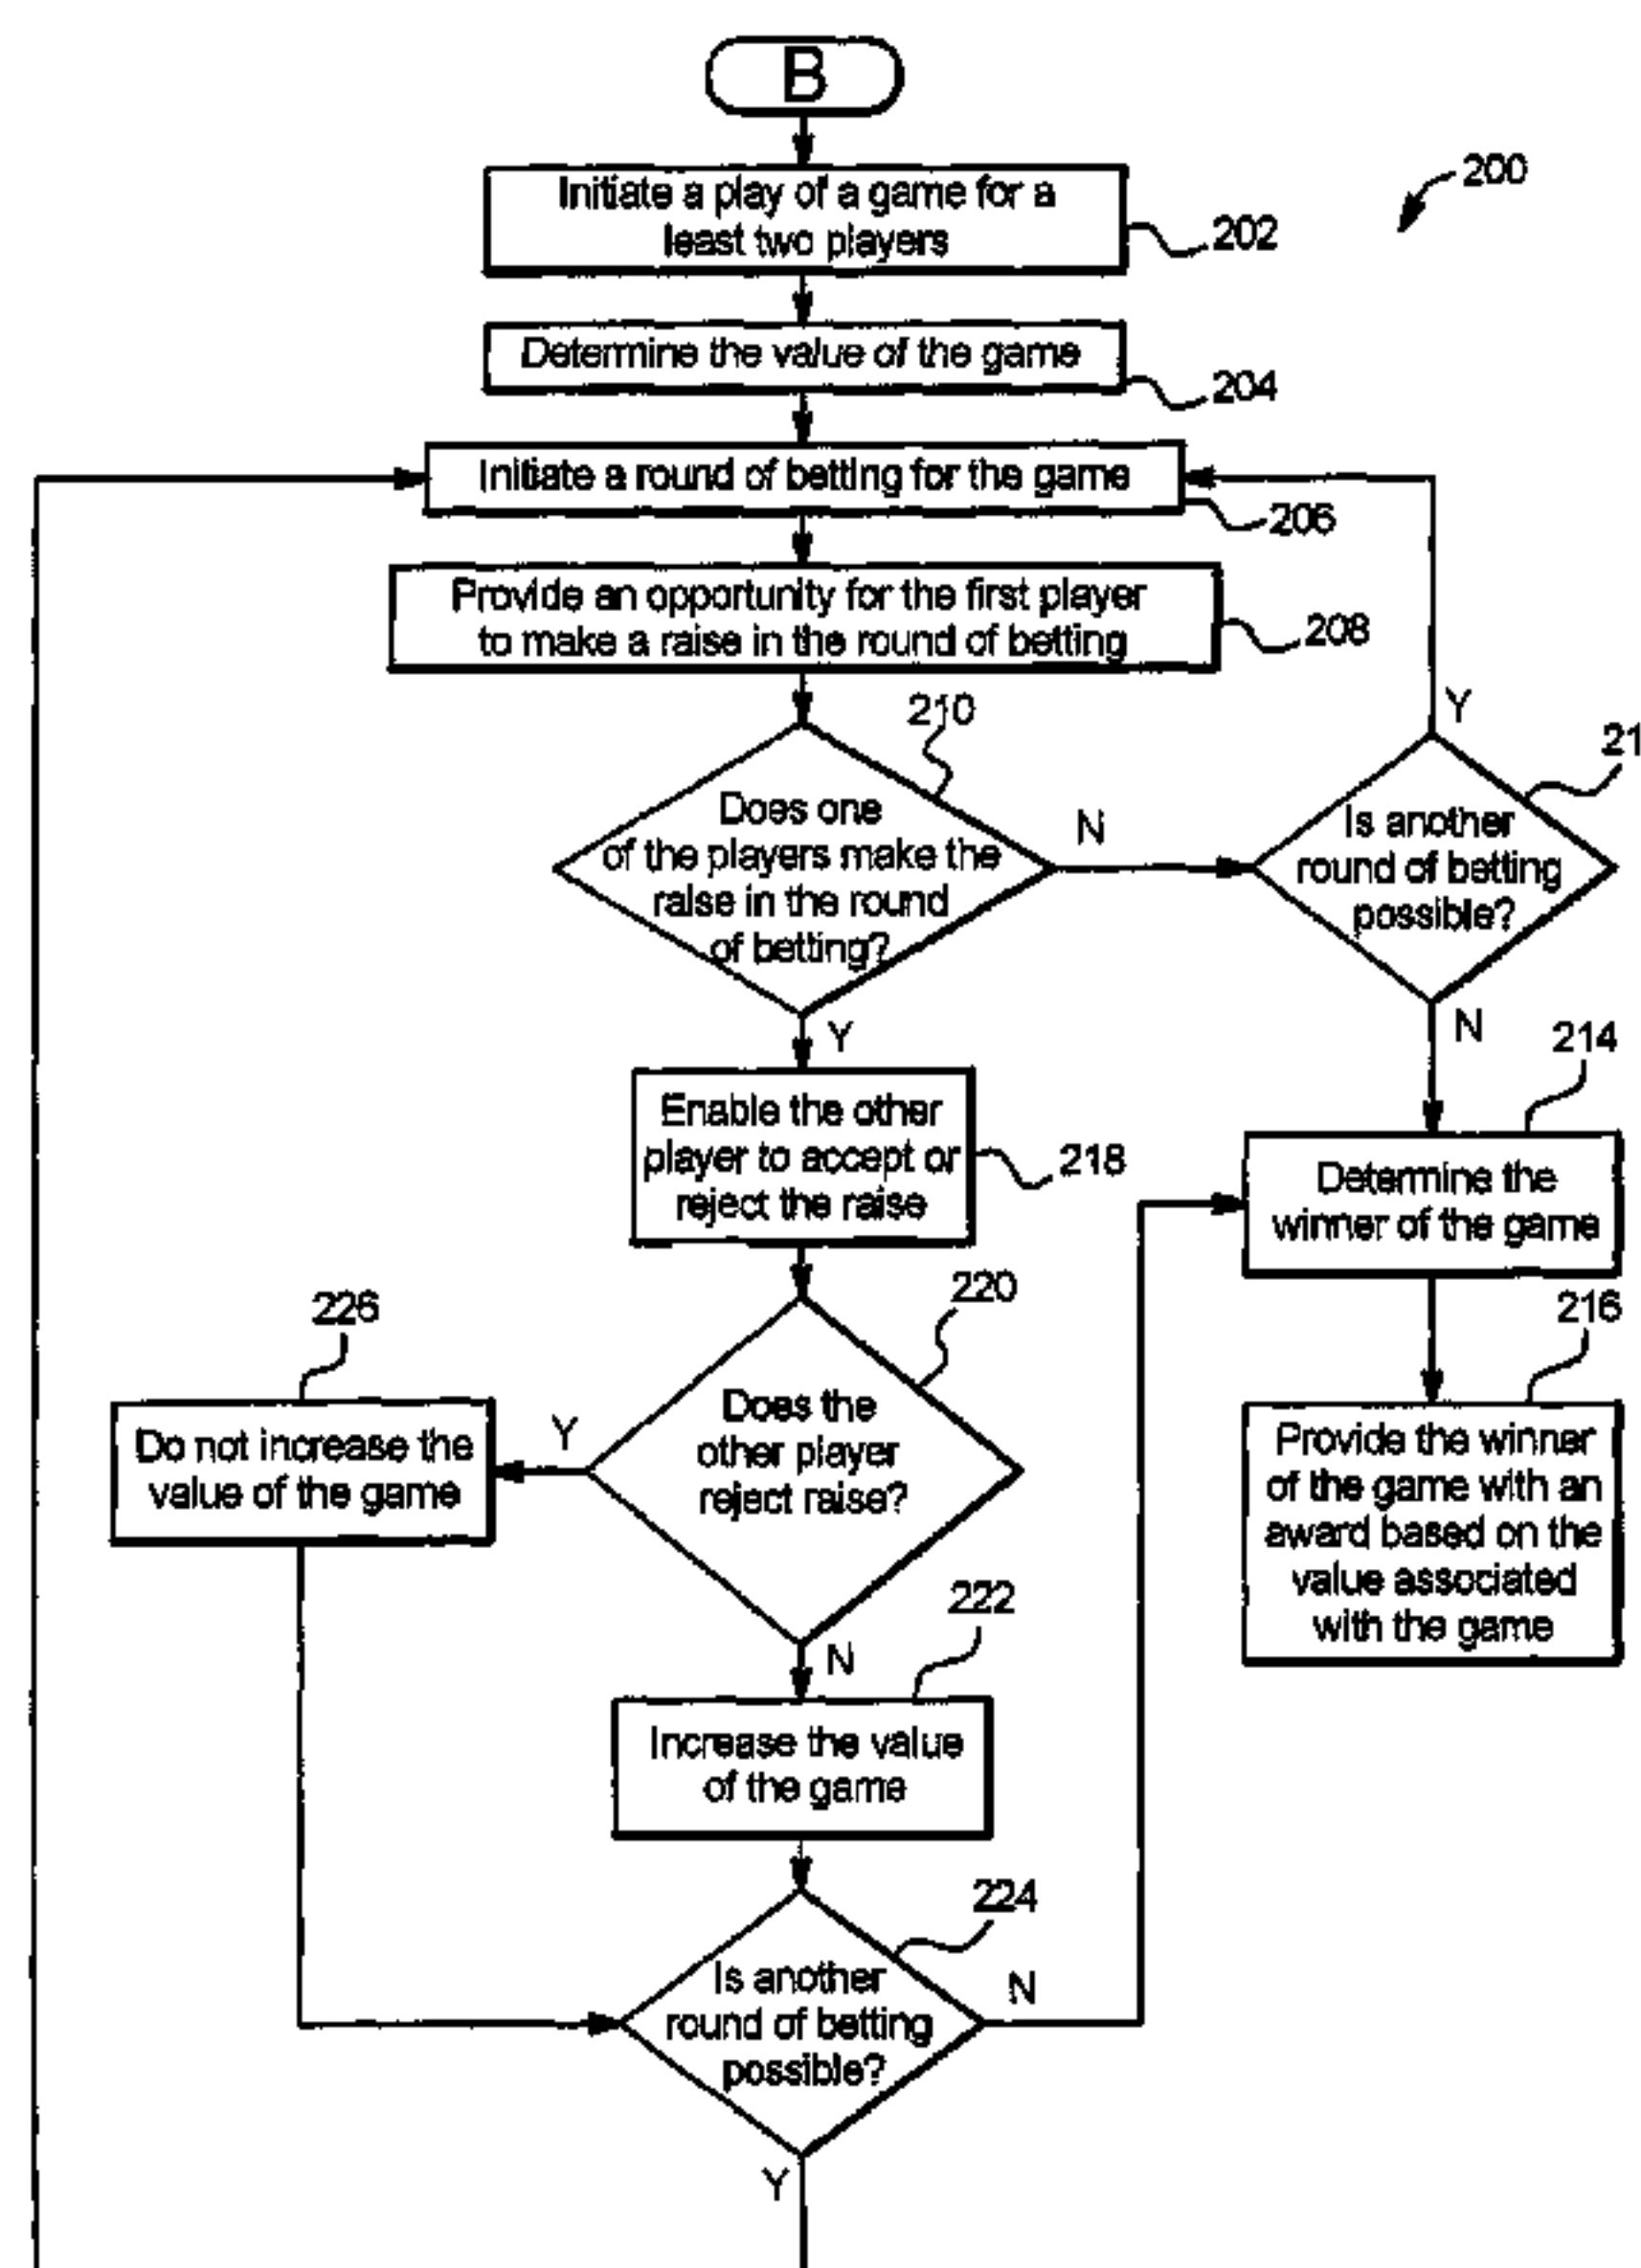 B
200
Initiate a play of a game for a
least two players
202
Determine the value of the game
204
Initiate a round of betting for the game
206
Provide an opportunity for the first player
to make a raise in the round of betting
208
210
Does one
of the players make the
raise in the round
of betting?
N
Y
Y
21
Is another
round of betting
possible?
N
214
Enable the other
player to accept or
reject the raise
218
Determine the
winner of the game
216
Provide the winner
of the game with an
award based on the
value associated
with the game
220
Does the
other player
reject raise?
Y
226
Do not increase the
value of the game
N
222
Increase the value
of the game
224
Is another
round of betting
possible?
N
Y